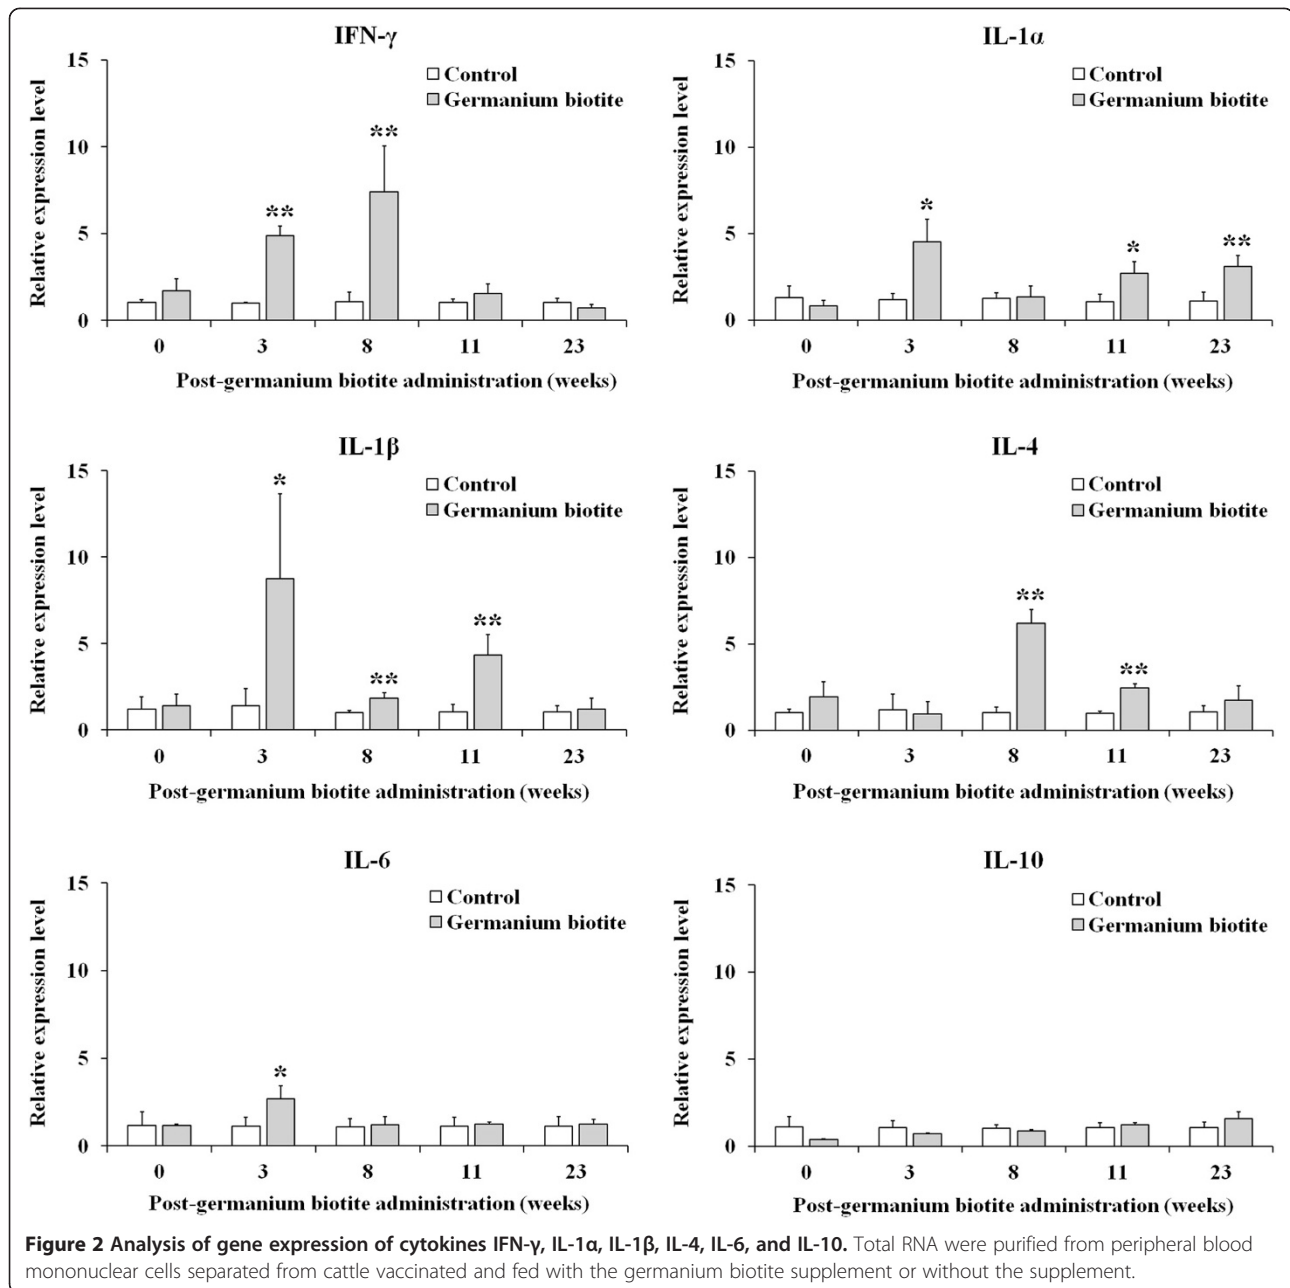 IFN-γ
15
10
5
0
Relative expression level
Control
Germanium biotite
**
**
0 3 8 11 23
Post-germanium biotite administration (weeks)
IL-1α
15
10
5
0
Relative expression level
Control
Germanium biotite
*
*
**
0 3 8 11 23
Post-germanium biotite administration (weeks)
IL-1β
15
10
5
0
Relative expression level
Control
Germanium biotite
*
**
**
0 3 8 11 23
Post-germanium biotite administration (weeks)
IL-4
15
10
5
0
Relative expression level
Control
Germanium biotite
**
**
0 3 8 11 23
Post-germanium biotite administration (weeks)
IL-6
15
10
5
0
Relative expression level
Control
Germanium biotite
*
0 3 8 11 23
Post-germanium biotite administration (weeks)
IL-10
15
10
5
0
Relative expression level
Control
Germanium biotite
0 3 8 11 23
Post-germanium biotite administration (weeks)
Figure 2 Analysis of gene expression of cytokines IFN-γ, IL-1α, IL-1β, IL-4, IL-6, and IL-10. Total RNA were purified from peripheral blood
mononuclear cells separated from cattle vaccinated and fed with the germanium biotite supplement or without the supplement.